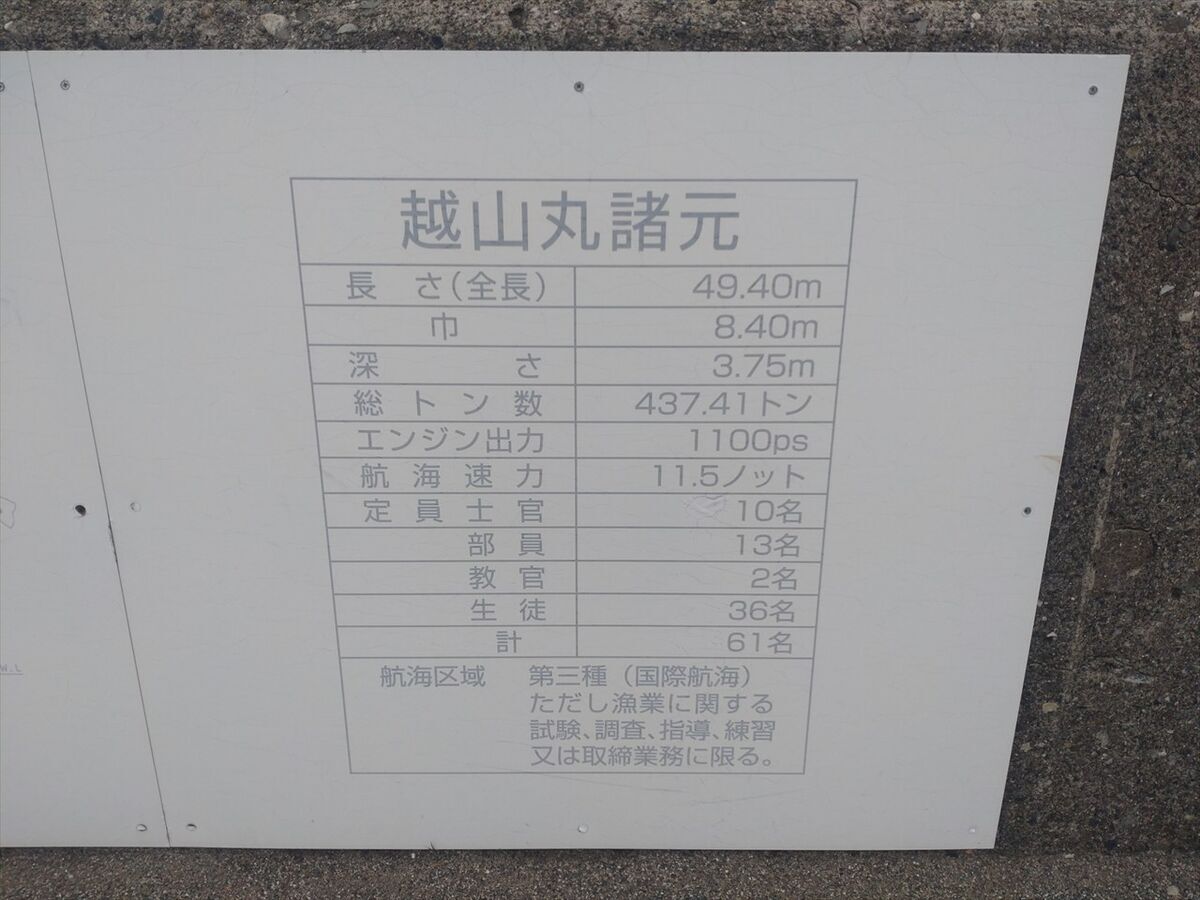 越山丸諸元
長 さ(全長) 49.40m
巾 8.40m
深 さ 3.75m
総トン数 437.41トン
エンジン出力 1100ps
航海速力 11.5ノット
定員士官 10名
部員 13名
教官 2名
生徒 36名
計 61名
航海区域 第三種(国際航海)
ただし漁業に関する
試験、調査、指導、練習
又は取締業務に限る。
W.L